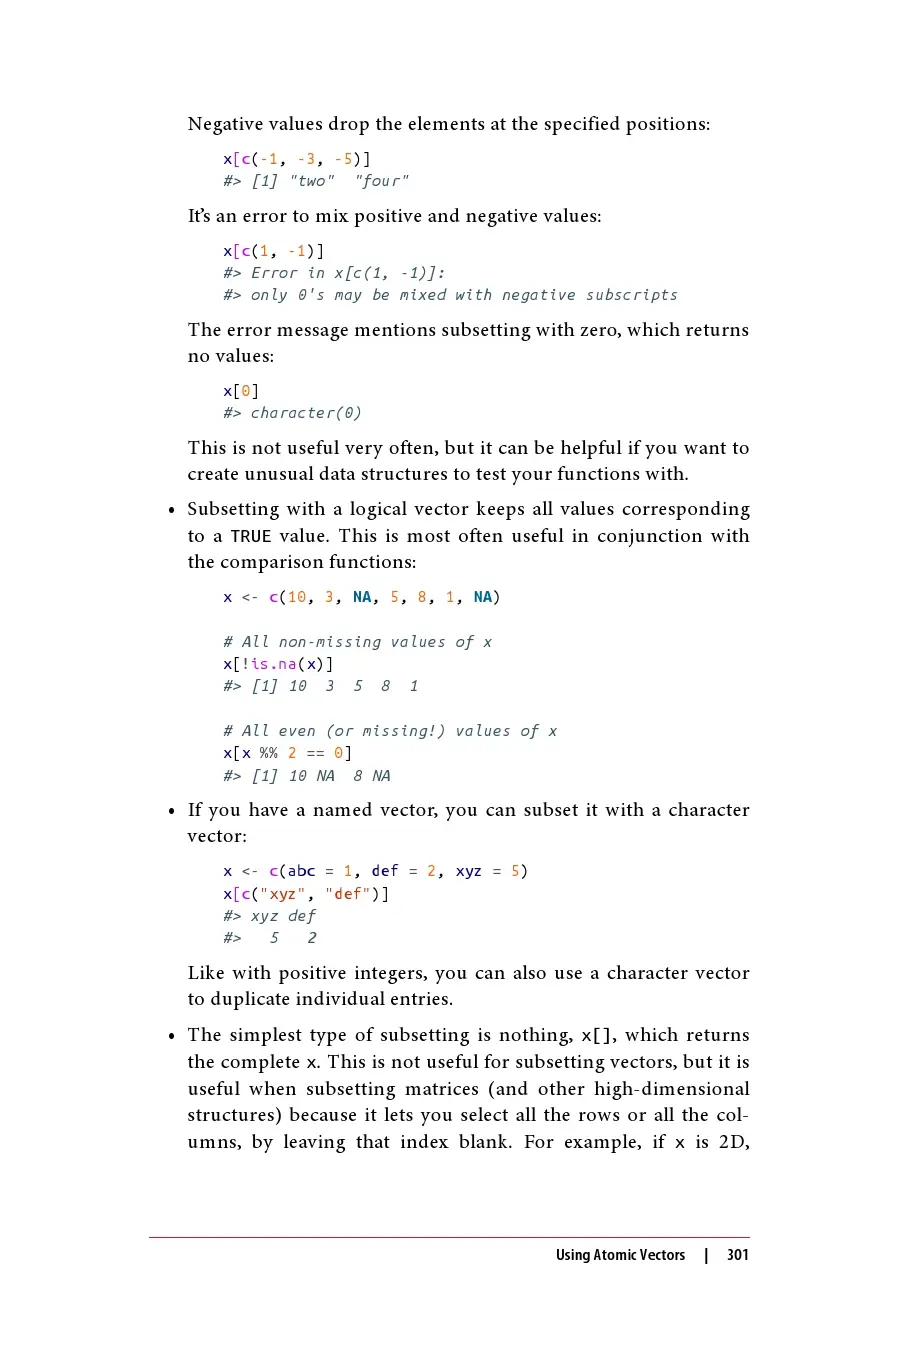 Negative values drop the elements at the specified positions:
x[c(-1, -3, -5)]
#> [1] "two"  "four"
It's an error to mix positive and negative values:
x[c(1, -1)]
#> Error in x[c(1, -1)]:
#> only 0's may be mixed with negative subscripts
The error message mentions subsetting with zero, which returns
no values:
x[0]
#> character(0)
This is not useful very often, but it can be helpful if you want to
create unusual data structures to test your functions with.
• Subsetting with a logical vector keeps all values corresponding
to a TRUE value. This is most often useful in conjunction with
the comparison functions:
x <- c(10, 3, NA, 5, 8, 1, NA)
# All non-missing values of x
x[!is.na(x)]
#> [1] 10  3  5  8  1
# All even (or missing!) values of x
x[x %% 2 == 0]
#> [1] 10 NA  8 NA
• If you have a named vector, you can subset it with a character
vector:
x <- c(abc = 1, def = 2, xyz = 5)
x[c("xyz", "def")]
#> xyz def
#>   5   2
Like with positive integers, you can also use a character vector
to duplicate individual entries.
• The simplest type of subsetting is nothing, x[], which returns
the complete x. This is not useful for subsetting vectors, but it is
useful when subsetting matrices (and other high-dimensional
structures) because it lets you select all the rows or all the col-
umns, by leaving that index blank. For example, if x is 2D,
Using Atomic Vectors | 301